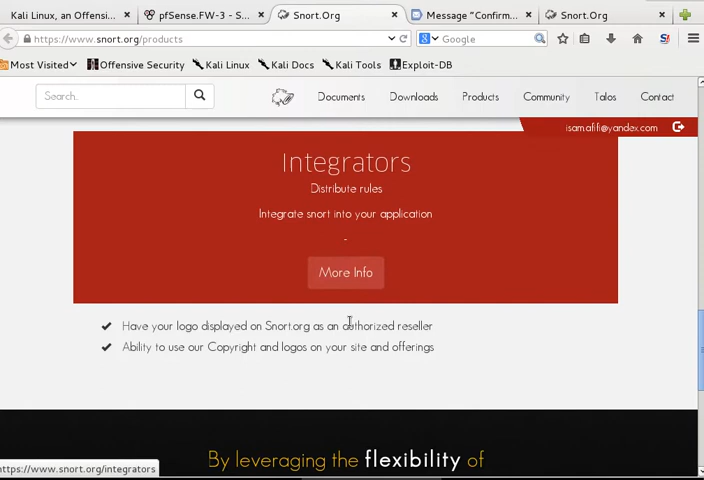 Kali Linux, an Offensi...
pfSense.FW-3 - S...
Snort.Org
Message "Confirm...
Snort.Org
https://www.snort.org/products
Google
Most Visited
Offensive Security
Kali Linux
Kali Docs
Kali Tools
Exploit-DB
Search..
Documents
Downloads
Products
Community
Talos
Contact
isam.afifi@yandex.com
Integrators
Distribute rules
Integrate snort into your application
-
More Info
Have your logo displayed on Snort.org as an authorized reseller
Ability to use our Copyright and logos on your site and offerings
By leveraging the flexibility of
https://www.snort.org/integrators